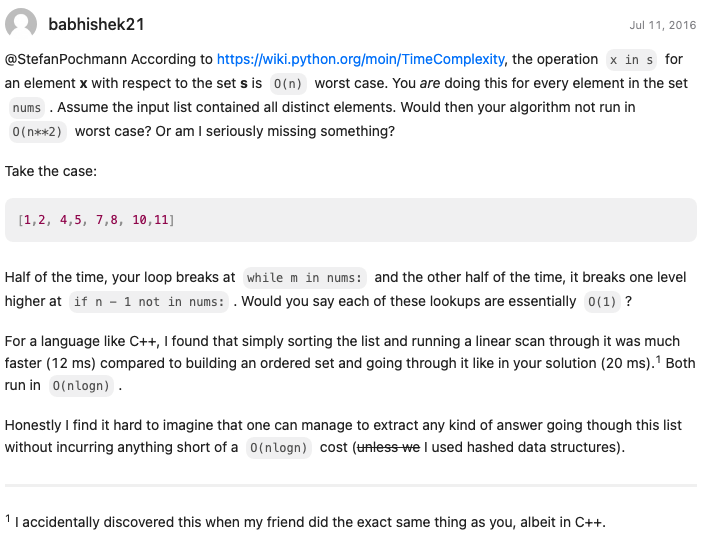 babhishek21
Jul 11, 2016
@StefanPochmann According to https://wiki.python.org/moin/TimeComplexity, the operation x in s for
an element x with respect to the set s is O(n) worst case. You are doing this for every element in the set
nums . Assume the input list contained all distinct elements. Would then your algorithm not run in
O(n**2) worst case? Or am I seriously missing something?
Take the case:
[1,2, 4,5, 7,8, 10,11]
Half of the time, your loop breaks at while m in nums: and the other half of the time, it breaks one level
higher at if n - 1 not in nums: . Would you say each of these lookups are essentially O(1) ?
For a language like C++, I found that simply sorting the list and running a linear scan through it was much
faster (12 ms) compared to building an ordered set and going through it like in your solution (20 ms).1 Both
run in O(nlogn) .
Honestly I find it hard to imagine that one can manage to extract any kind of answer going though this list
without incurring anything short of a O(nlogn) cost (unless we I used hashed data structures).
1 I accidentally discovered this when my friend did the exact same thing as you, albeit in C++.